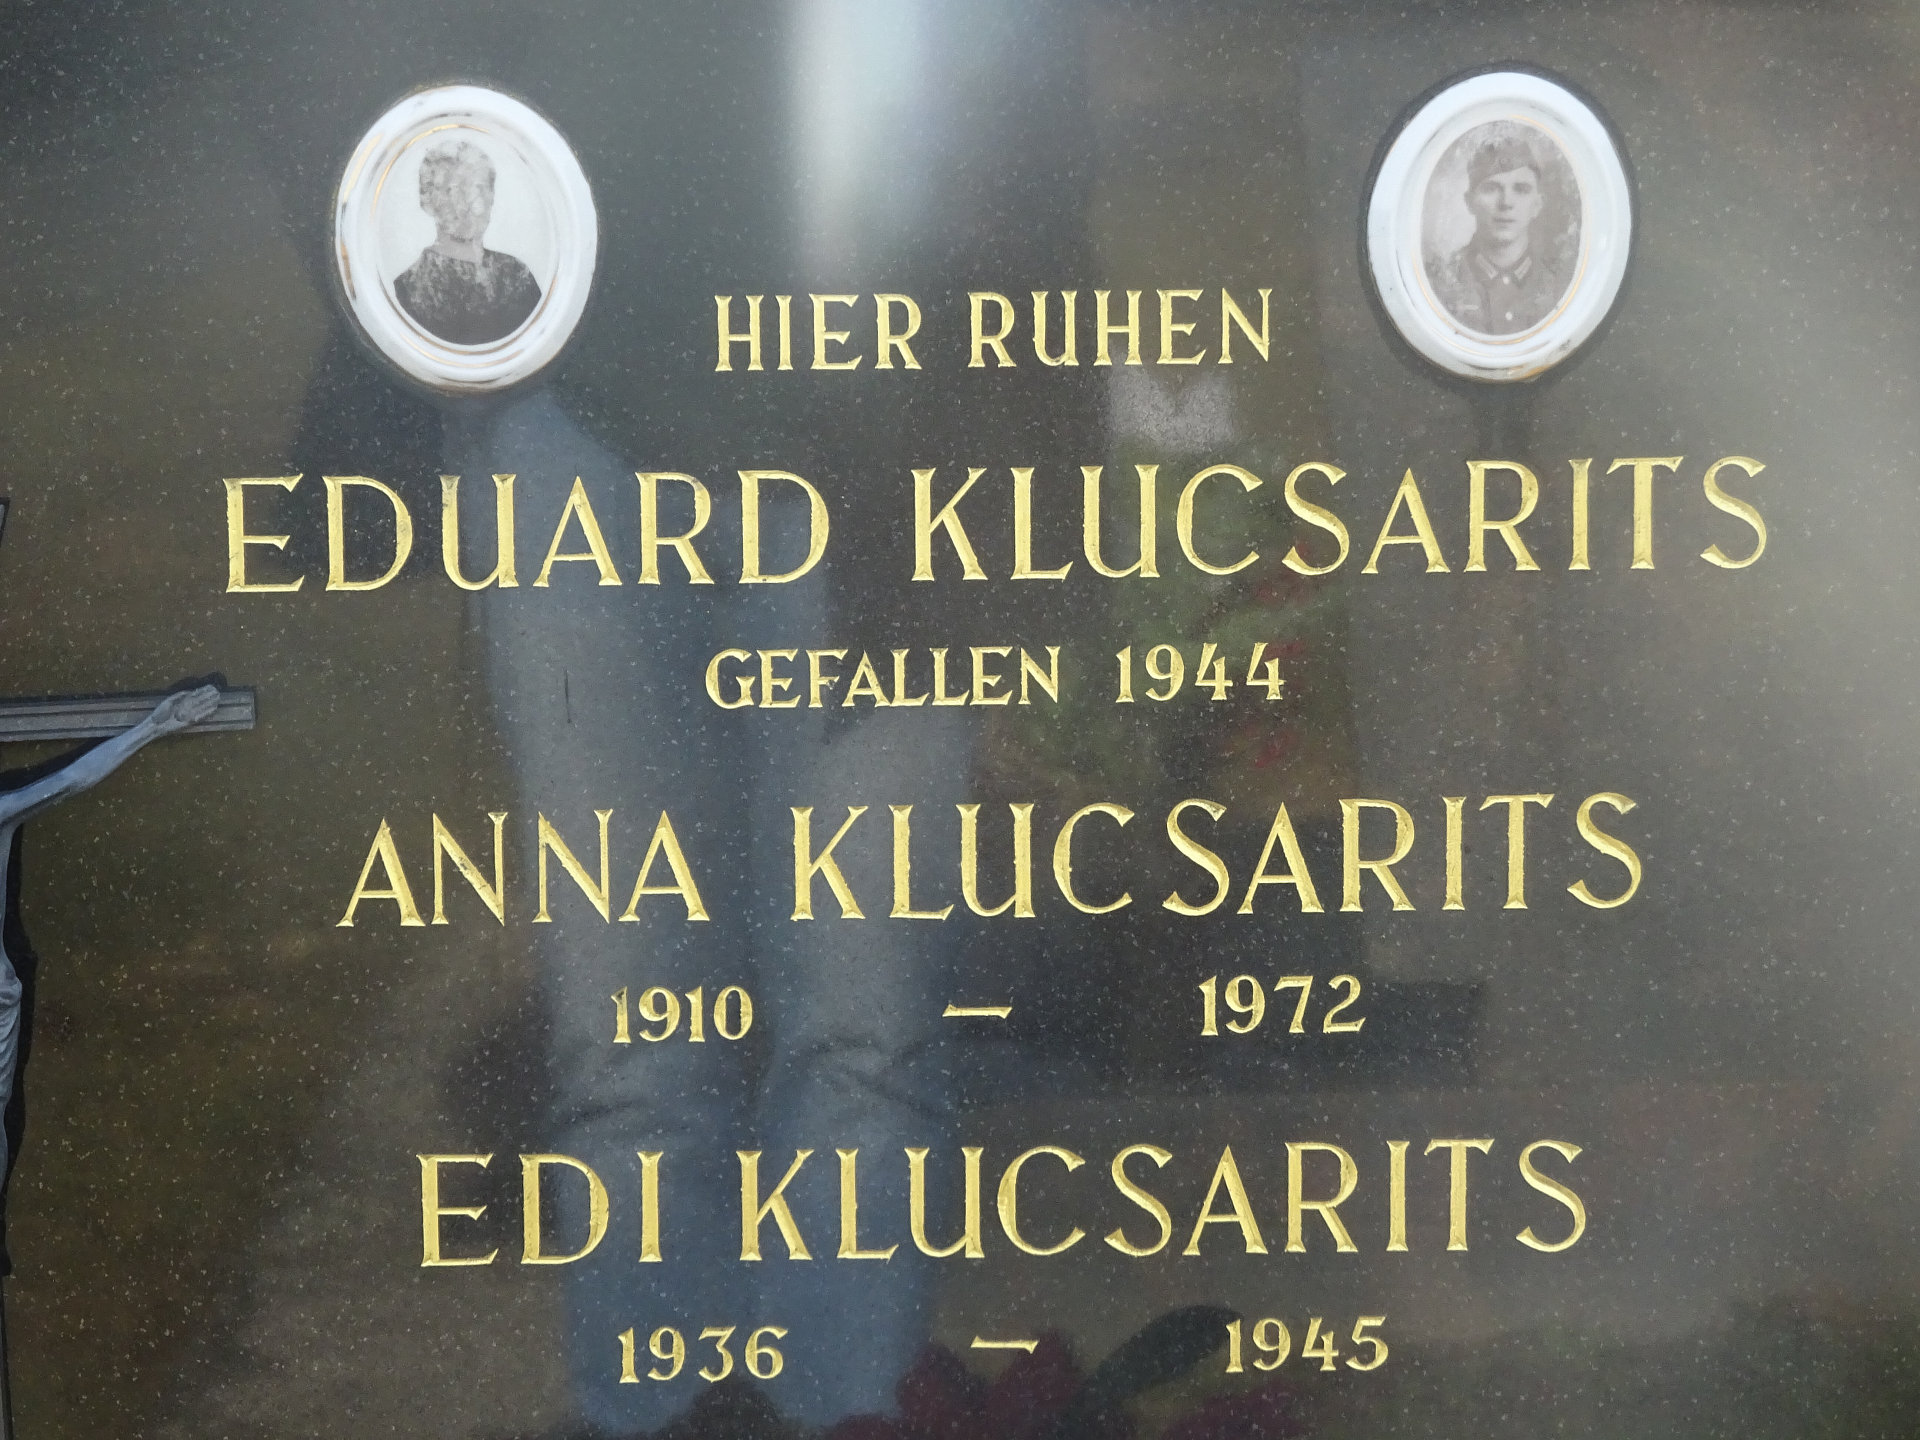 HIER RUHEN
EDUARD KLUCSARITS
GEFALLEN 1944
ANNA KLUCSARITS
1910 — 1972
EDI KLUCSARITS
1936 — 1945